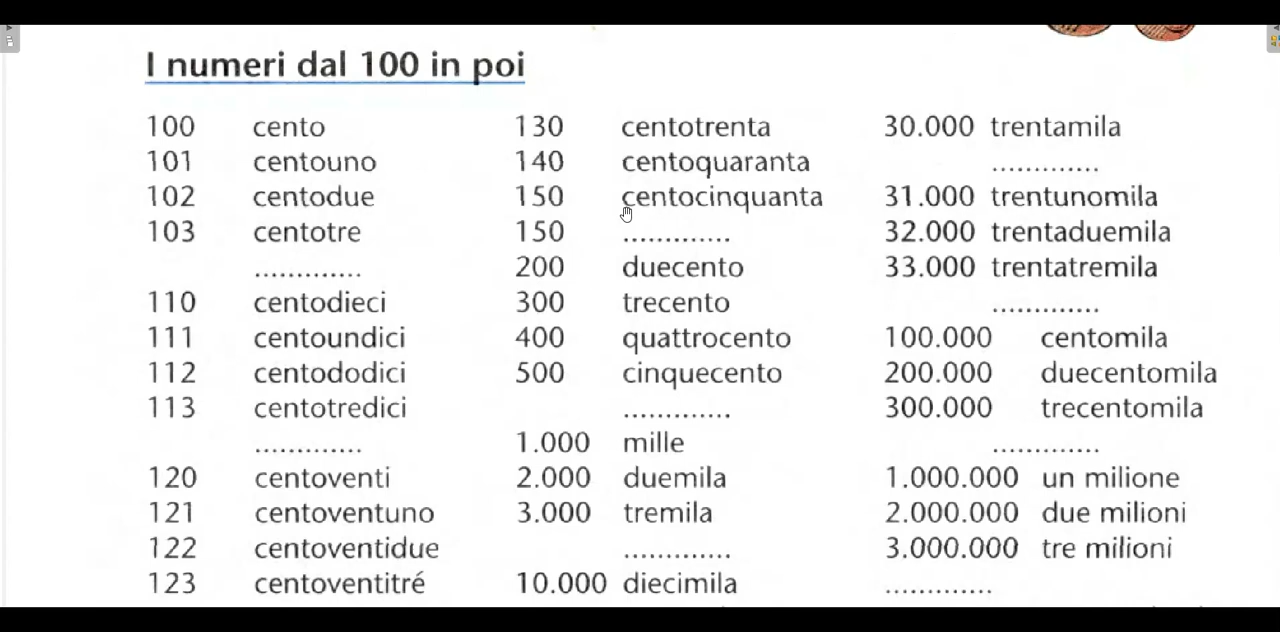 I numeri dal 100 in poi
100 cento
101 centouno
102 centodue
103 centotre
.............
110 centodieci
111 centoundici
112 centododici
113 centotredici
.............
120 centoventi
121 centoventuno
122 centoventidue
123 centoventitré
130 centotrenta
140 centoquaranta
150 centocinquanta
150 .............
200 duecento
300 trecento
400 quattrocento
500 cinquecento
.............
1.000 mille
2.000 duemila
3.000 tremila
.............
10.000 diecimila
30.000 trentamila
.............
31.000 trentunomila
32.000 trentaduemila
33.000 trentatremila
.............
100.000 centomila
200.000 duecentomila
300.000 trecentomila
.............
1.000.000 un milione
2.000.000 due milioni
3.000.000 tre milioni
.............